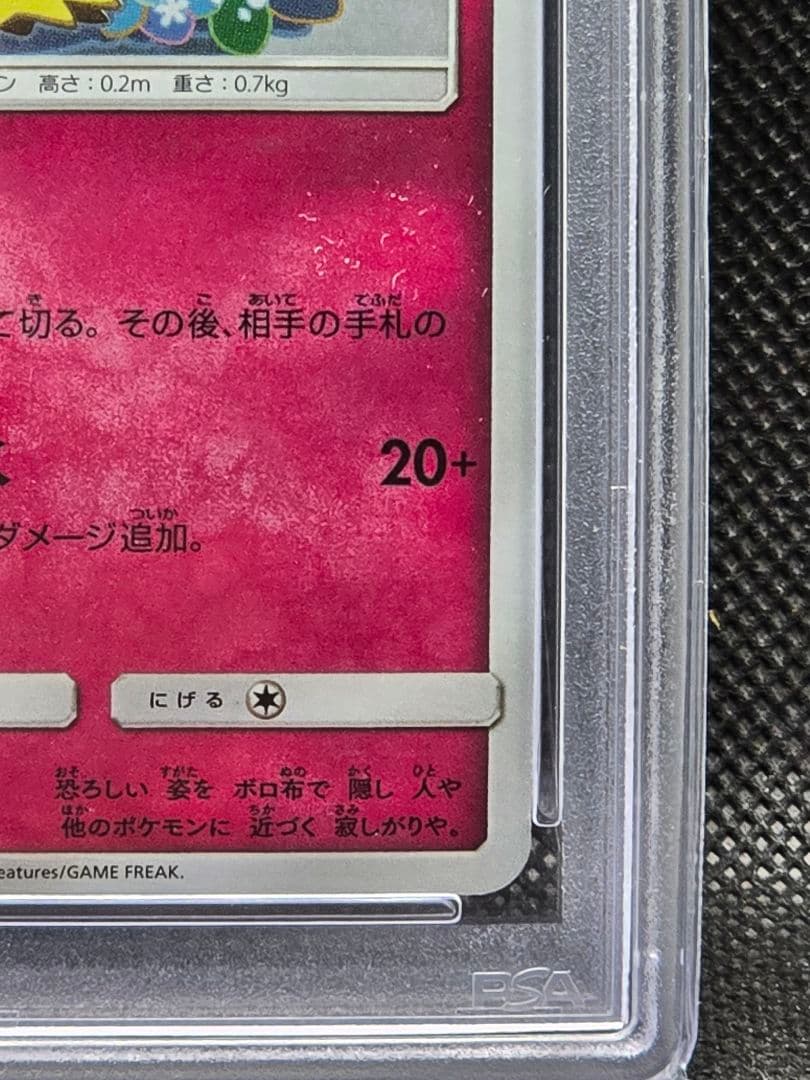 ン 高さ：0.2m 重さ：0.7kg
て切る。その後、相手の手札の
20+
ダメージ追加。
にげる
恐ろしい 姿を ボロ布で 隠し 人や
他のポケモンに 近づく 寂しがりや。
eatures/GAME FREAK.
PSA